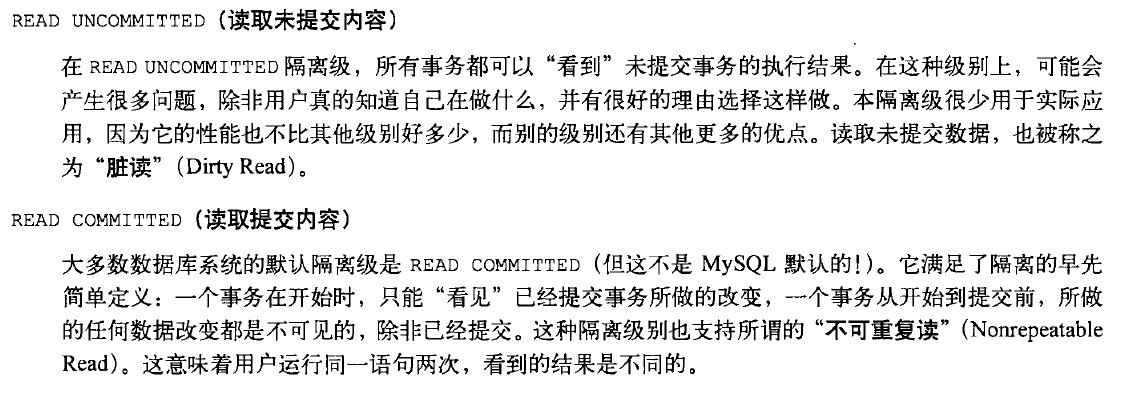 READ UNCOMMITTED（读取未提交内容）
在 READ UNCOMMITTED 隔离级，所有事务都可以“看到”未提交事务的执行结果。在这种级别上，可能会
产生很多问题，除非用户真的知道自己在做什么，并有很好的理由选择这样做。本隔离级很少用于实际应
用，因为它的性能也不比其他级别好多少，而别的级别还有其他更多的优点。读取未提交数据，也被称之
为“脏读”（Dirty Read）。
READ COMMITTED（读取提交内容）
大多数数据库系统的默认隔离级是 READ COMMITTED（但这不是 MySQL 默认的！）。它满足了隔离的早先
简单定义：一个事务在开始时，只能“看见”已经提交事务所做的改变，一个事务从开始到提交前，所做
的任何数据改变都是不可见的，除非已经提交。这种隔离级别也支持所谓的“不可重复读”（Nonrepeatable
Read）。这意味着用户运行同一语句两次，看到的结果是不同的。